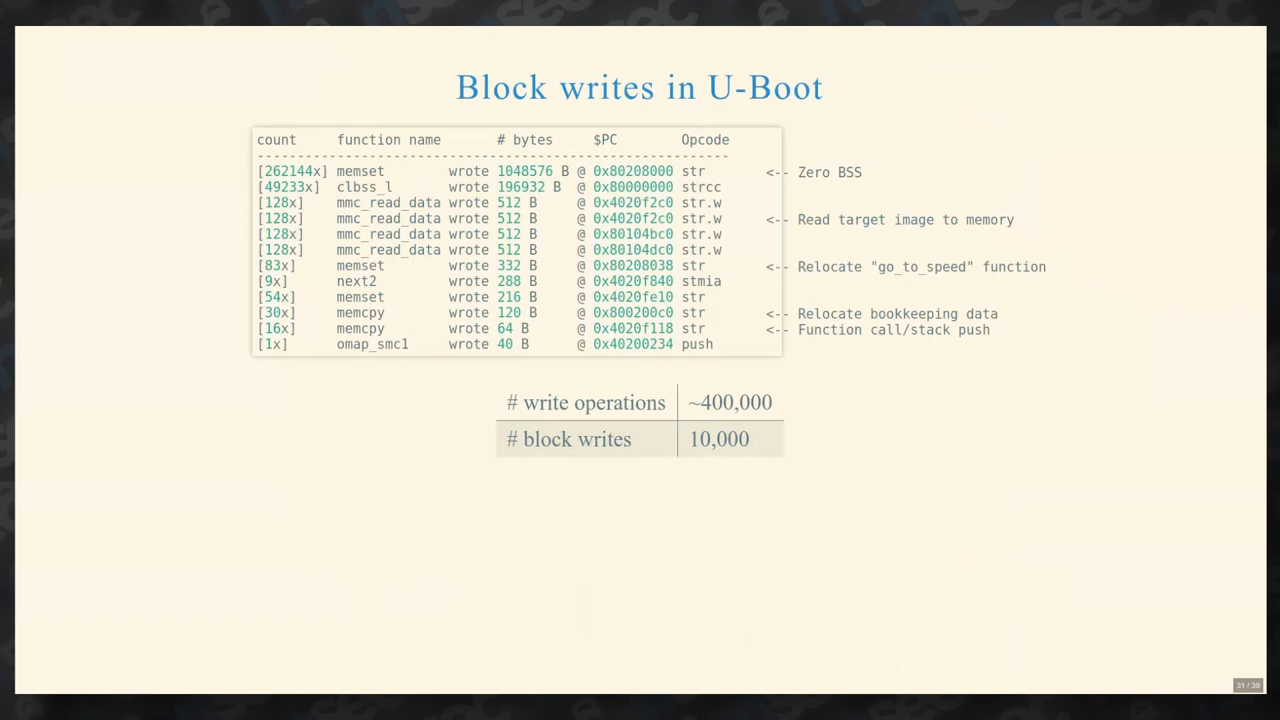 Block writes in U-Boot
count function name # bytes $PC Opcode
-----------------------------------------------------------
[262144x] memset wrote 1048576 B @ 0x80208000 str <-- Zero BSS
[49233x] clbss_l wrote 196932 B @ 0x80000000 strcc
[128x] mmc_read_data wrote 512 B @ 0x4020f2c0 str.w
[128x] mmc_read_data wrote 512 B @ 0x4020f2c0 str.w <-- Read target image to memory
[128x] mmc_read_data wrote 512 B @ 0x80104bc0 str.w
[128x] mmc_read_data wrote 512 B @ 0x80104dc0 str.w
[83x] memset wrote 332 B @ 0x80208038 str <-- Relocate "go_to_speed" function
[9x] next2 wrote 288 B @ 0x4020f840 stmia
[54x] memset wrote 216 B @ 0x4020fe10 str
[30x] memcpy wrote 120 B @ 0x800200c0 str <-- Relocate bookkeeping data
[16x] memcpy wrote 64 B @ 0x4020f118 str <-- Function call/stack push
[1x] omap_smc1 wrote 40 B @ 0x40200234 push
# write operations ~400,000
# block writes 10,000
31 / 39